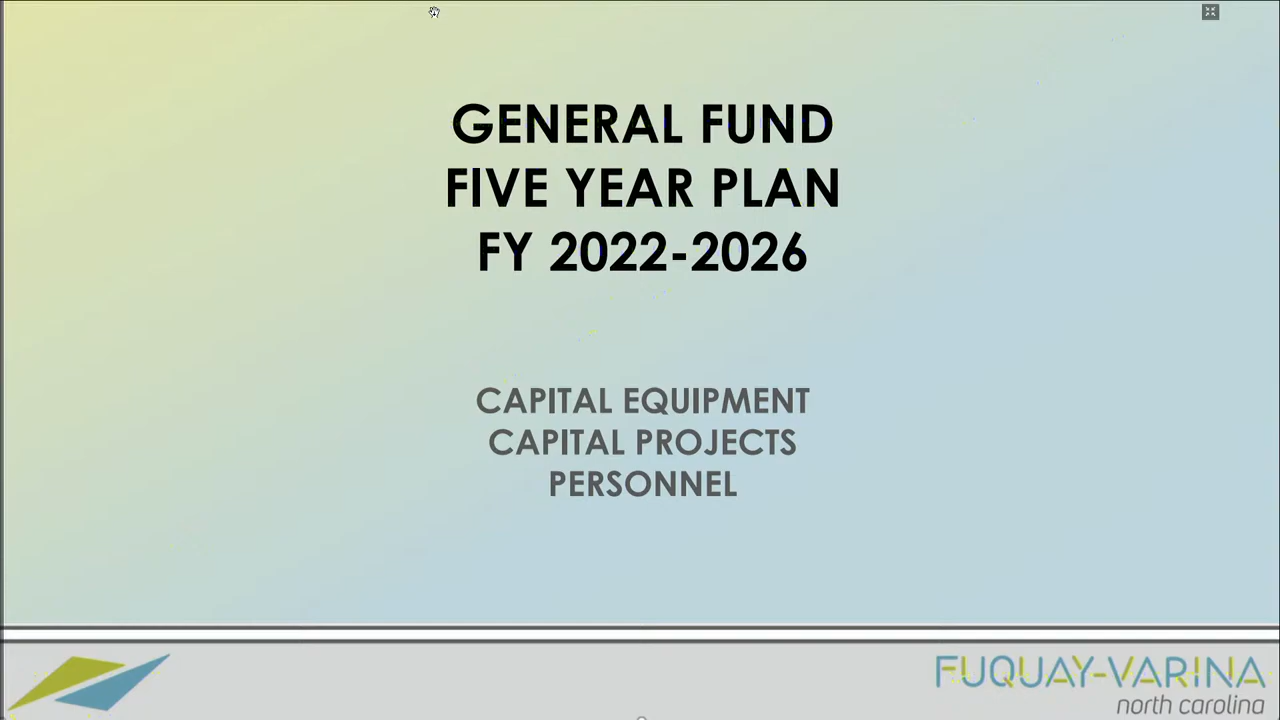 GENERAL FUND
FIVE YEAR PLAN
FY 2022-2026
CAPITAL EQUIPMENT
CAPITAL PROJECTS
PERSONNEL
FUQUAY-VARINA
north carolina